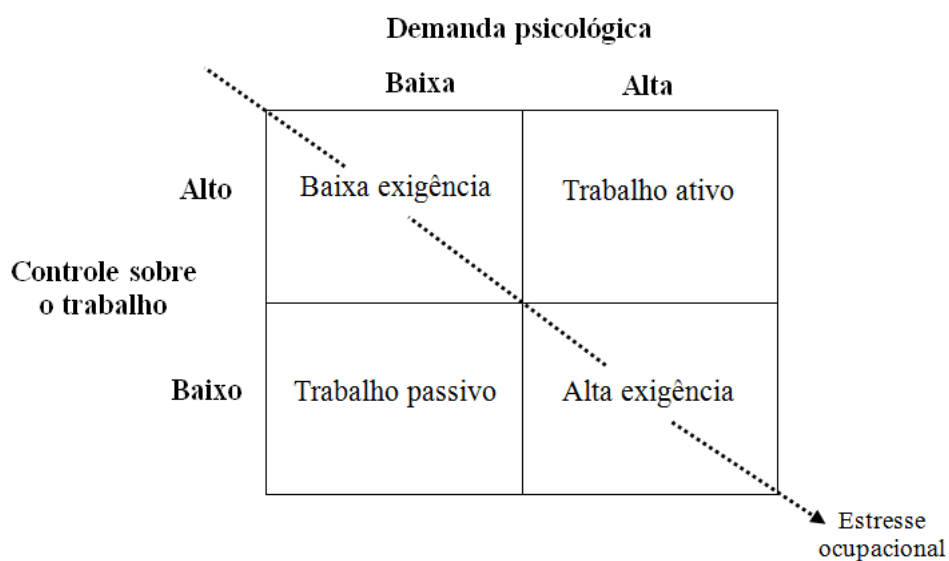 Demanda psicológica
Baixa Alta
Alto
Baixa exigência
Trabalho ativo
Controle sobre
o trabalho
Baixo
Trabalho passivo
Alta exigência
Estresse
ocupacional